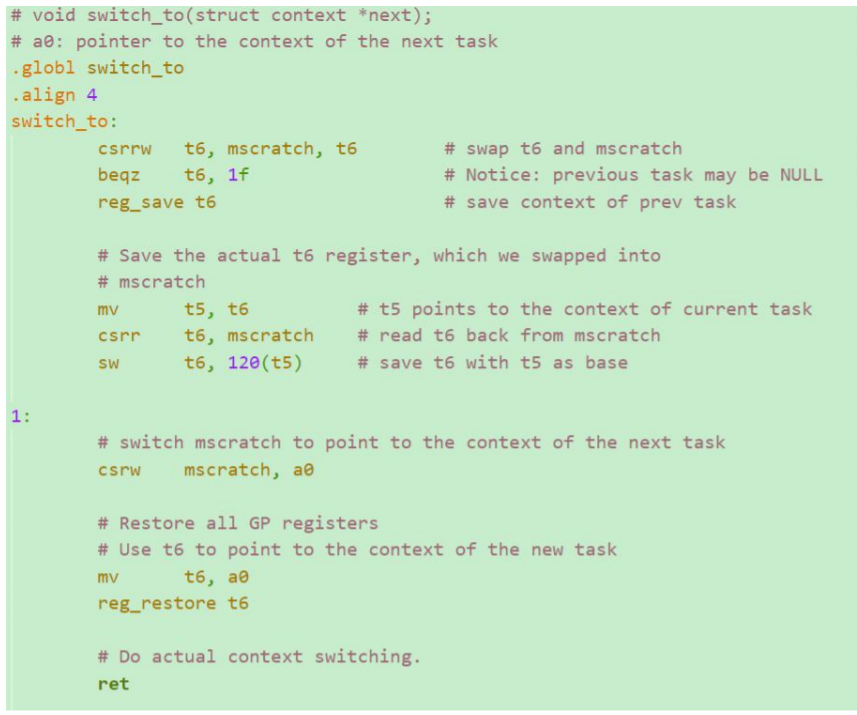 # void switch_to(struct context *next);
# a0: pointer to the context of the next task
.globl switch_to
.align 4
switch_to:
        csrrw   t6, mscratch, t6        # swap t6 and mscratch
        beqz    t6, 1f                  # Notice: previous task may be NULL
        reg_save t6                     # save context of prev task

        # Save the actual t6 register, which we swapped into
        # mscratch
        mv      t5, t6          # t5 points to the context of current task
        csrr    t6, mscratch    # read t6 back from mscratch
        sw      t6, 120(t5)     # save t6 with t5 as base

1:
        # switch mscratch to point to the context of the next task
        csrw    mscratch, a0

        # Restore all GP registers
        # Use t6 to point to the context of the new task
        mv      t6, a0
        reg_restore t6

        # Do actual context switching.
        ret